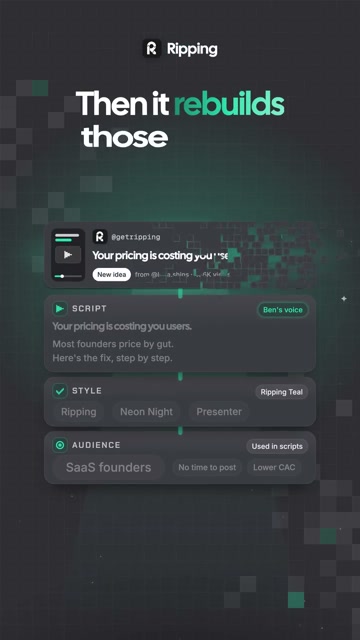 Ripping
Then it rebuilds
those
@getripping
Your pricing is costing you
New idea from
SCRIPT
Ben's voice
Your pricing is costing you users.
Most founders price by gut.
Here's the fix, step by step.
STYLE
Ripping Teal
Ripping Neon Night Presenter
AUDIENCE
Used in scripts
SaaS founders No time to post Lower CAC